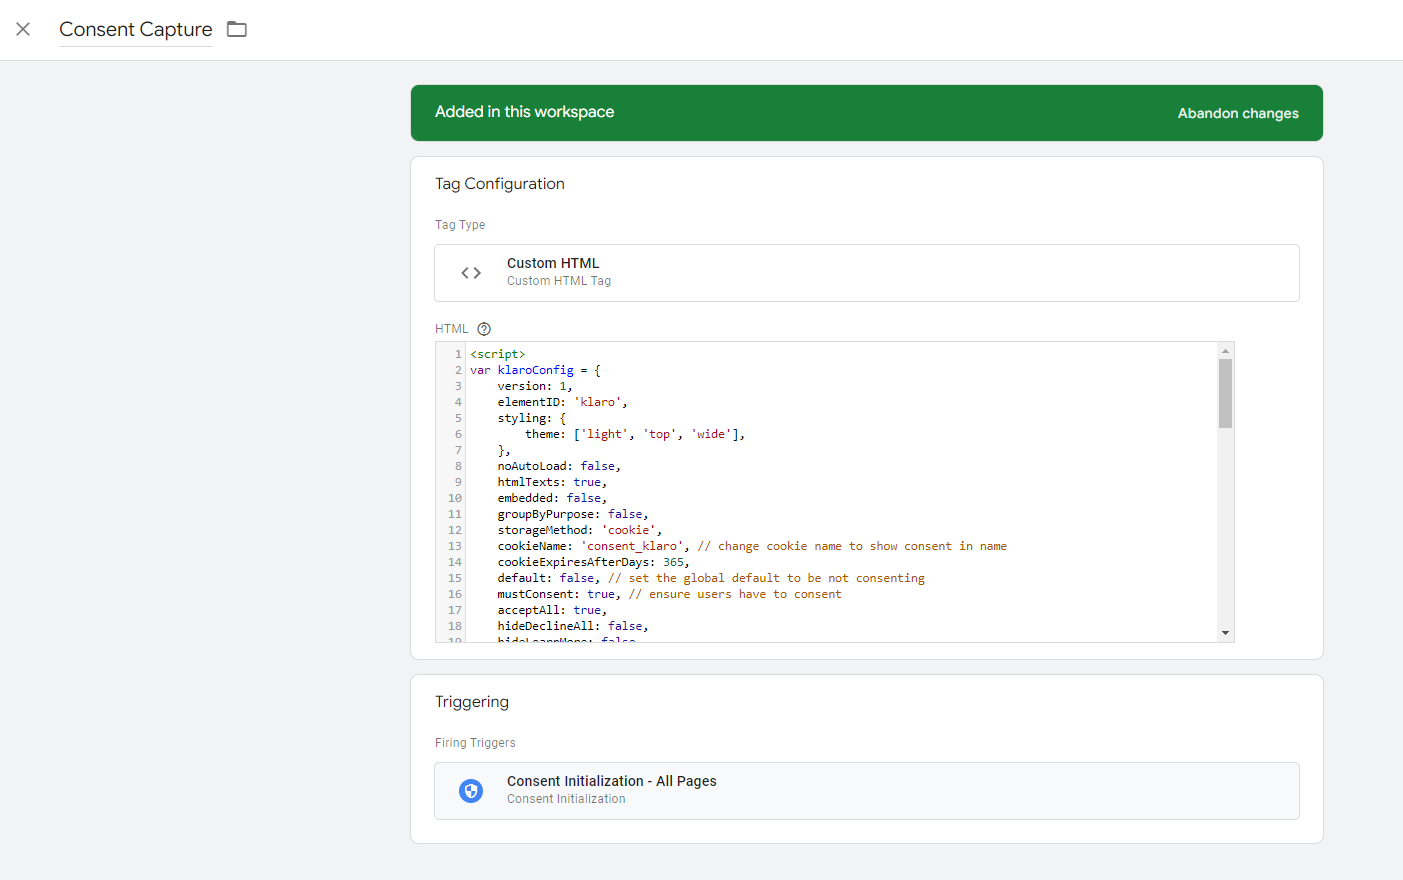 Consent Capture
Added in this workspace
Abandon changes
Tag Configuration
Tag Type
Custom HTML
Custom HTML Tag
HTML
1 <script>
2 var klaroConfig = {
3 version: 1,
4 elementID: 'klaro',
5 styling: {
6 theme: ['light', 'top', 'wide'],
7 },
8 noAutoLoad: false,
9 htmlTexts: true,
10 embedded: false,
11 groupByPurpose: false,
12 storageMethod: 'cookie',
13 cookieName: 'consent_klaro', // change cookie name to show consent in name
14 cookieExpiresAfterDays: 365,
15 default: false, // set the global default to be not consenting
16 mustConsent: true, // ensure users have to consent
17 acceptAll: true,
18 hideDeclineAll: false,
19 hideLearnMore: false
Triggering
Firing Triggers
Consent Initialization - All Pages
Consent Initialization